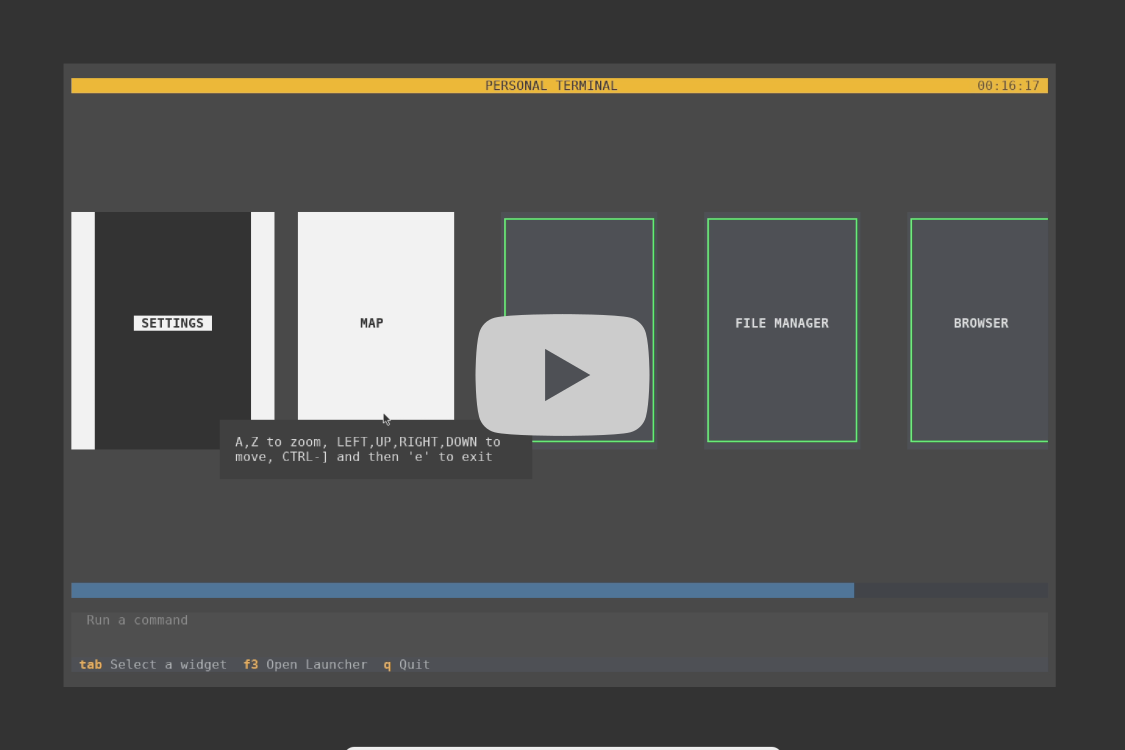 PERSONAL TERMINAL 00:16:17
SETTINGS
MAP
FILE MANAGER
BROWSER
A,Z to zoom, LEFT,UP,RIGHT,DOWN to
move, CTRL-] and then 'e' to exit
Run a command
tab Select a widget f3 Open Launcher q Quit